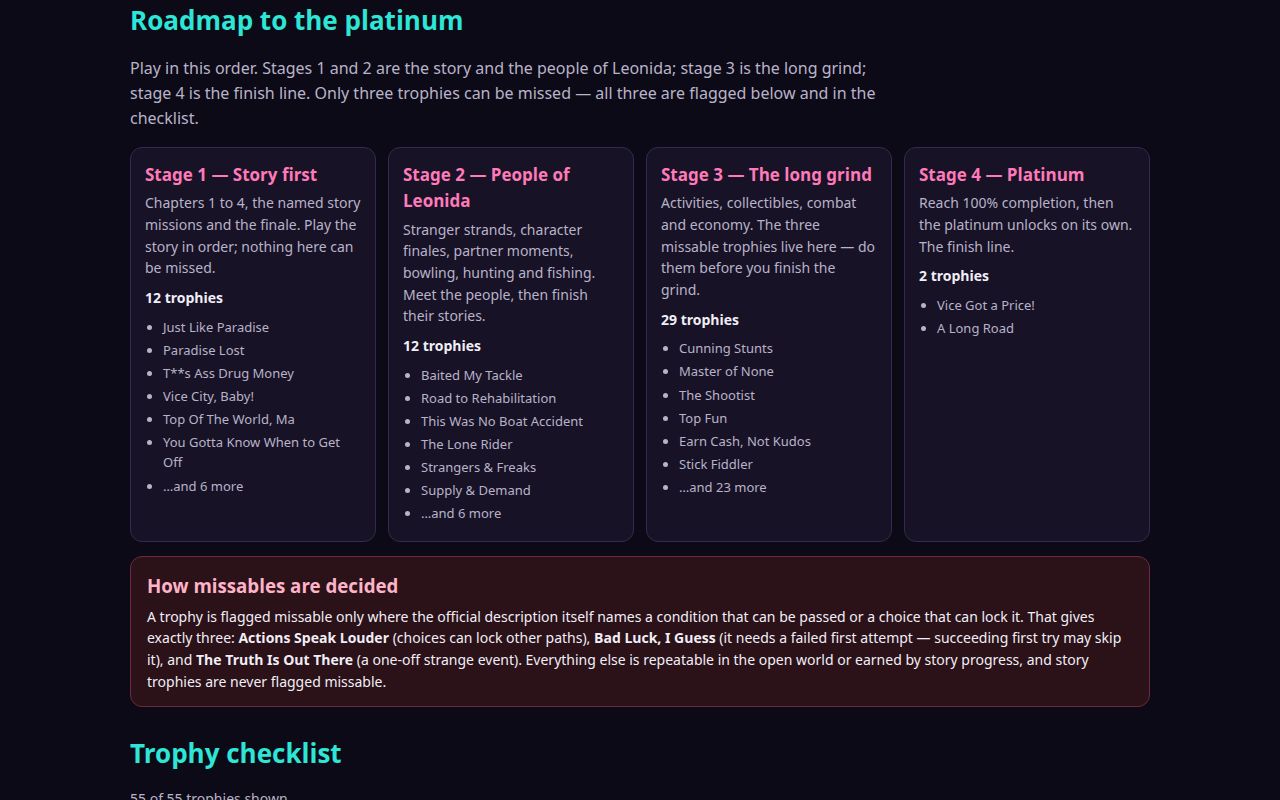 Roadmap to the platinum
Play in this order. Stages 1 and 2 are the story and the people of Leonida; stage 3 is the long grind;
stage 4 is the finish line. Only three trophies can be missed — all three are flagged below and in the
checklist.
Stage 1 — Story first
Chapters 1 to 4, the named story
missions and the finale. Play the
story in order; nothing here can
be missed.
12 trophies
Just Like Paradise
Paradise Lost
T**s Ass Drug Money
Vice City, Baby!
Top Of The World, Ma
You Gotta Know When to Get
Off
...and 6 more
Stage 2 — People of
Leonida
Stranger strands, character
finales, partner moments,
bowling, hunting and fishing.
Meet the people, then finish
their stories.
12 trophies
Baited My Tackle
Road to Rehabilitation
This Was No Boat Accident
The Lone Rider
Strangers & Freaks
Supply & Demand
...and 6 more
Stage 3 — The long grind
Activities, collectibles, combat
and economy. The three
missable trophies live here — do
them before you finish the
grind.
29 trophies
Cunning Stunts
Master of None
The Shootist
Top Fun
Earn Cash, Not Kudos
Stick Fiddler
...and 23 more
Stage 4 — Platinum
Reach 100% completion, then
the platinum unlocks on its own.
The finish line.
2 trophies
Vice Got a Price!
A Long Road
How missables are decided
A trophy is flagged missable only where the official description itself names a condition that can be passed or a choice that can lock it. That gives
exactly three: Actions Speak Louder (choices can lock other paths), Bad Luck, I Guess (it needs a failed first attempt — succeeding first try may skip
it), and The Truth Is Out There (a one-off strange event). Everything else is repeatable in the open world or earned by story progress, and story
trophies are never flagged missable.
Trophy checklist
55 of 55 trophies shown